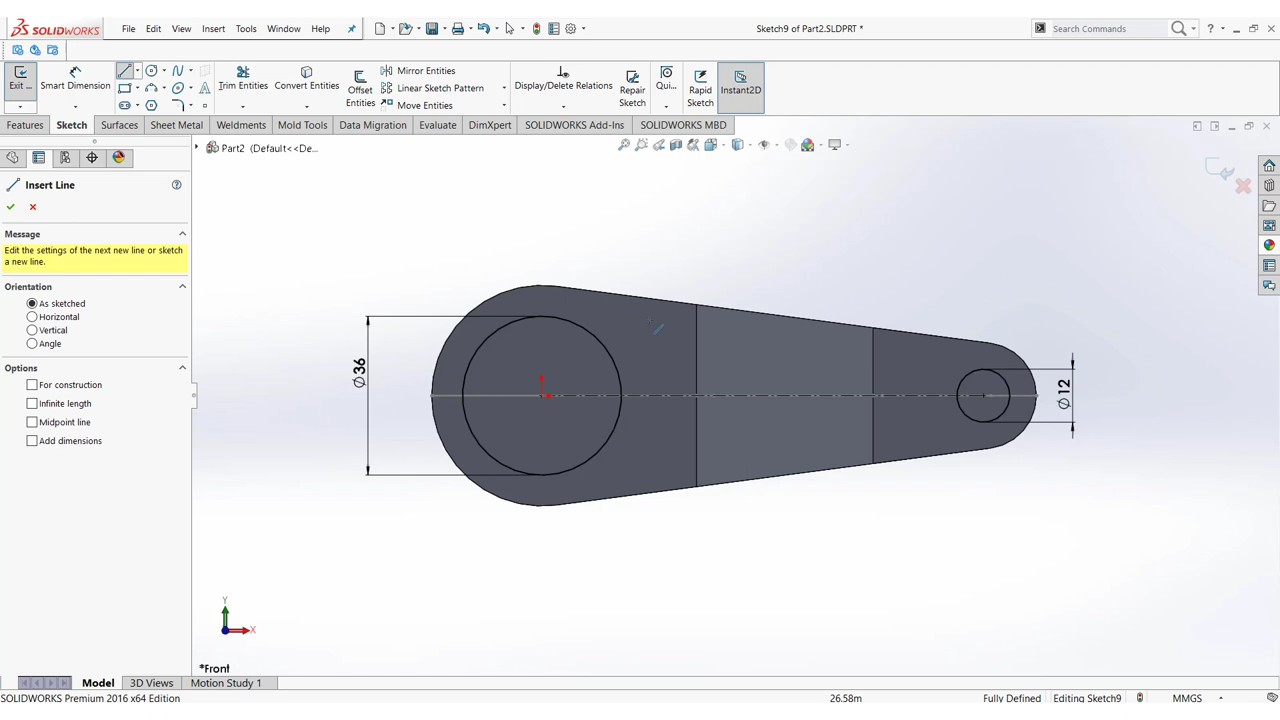 SOLIDWORKS File Edit View Insert Tools Window Help Sketch9 of Part2.SLDPRT * Search Commands ?
Exit ... Smart Dimension Trim Entities Convert Entities Offset Entities Mirror Entities Linear Sketch Pattern Move Entities Display/Delete Relations Repair Sketch Qui... Rapid Sketch Instant2D
Features Sketch Surfaces Sheet Metal Weldments Mold Tools Data Migration Evaluate DimXpert SOLIDWORKS Add-Ins SOLIDWORKS MBD
Part2 (Default<<De...
Insert Line
Message
Edit the settings of the next new line or sketch
a new line.
Orientation
As sketched
Horizontal
Vertical
Angle
Options
For construction
Infinite length
Midpoint line
Add dimensions
Ø36
Ø12
Y
X
*Front
Model 3D Views Motion Study 1
SOLIDWORKS Premium 2016 x64 Edition 26.58m Fully Defined Editing Sketch9 MMGS